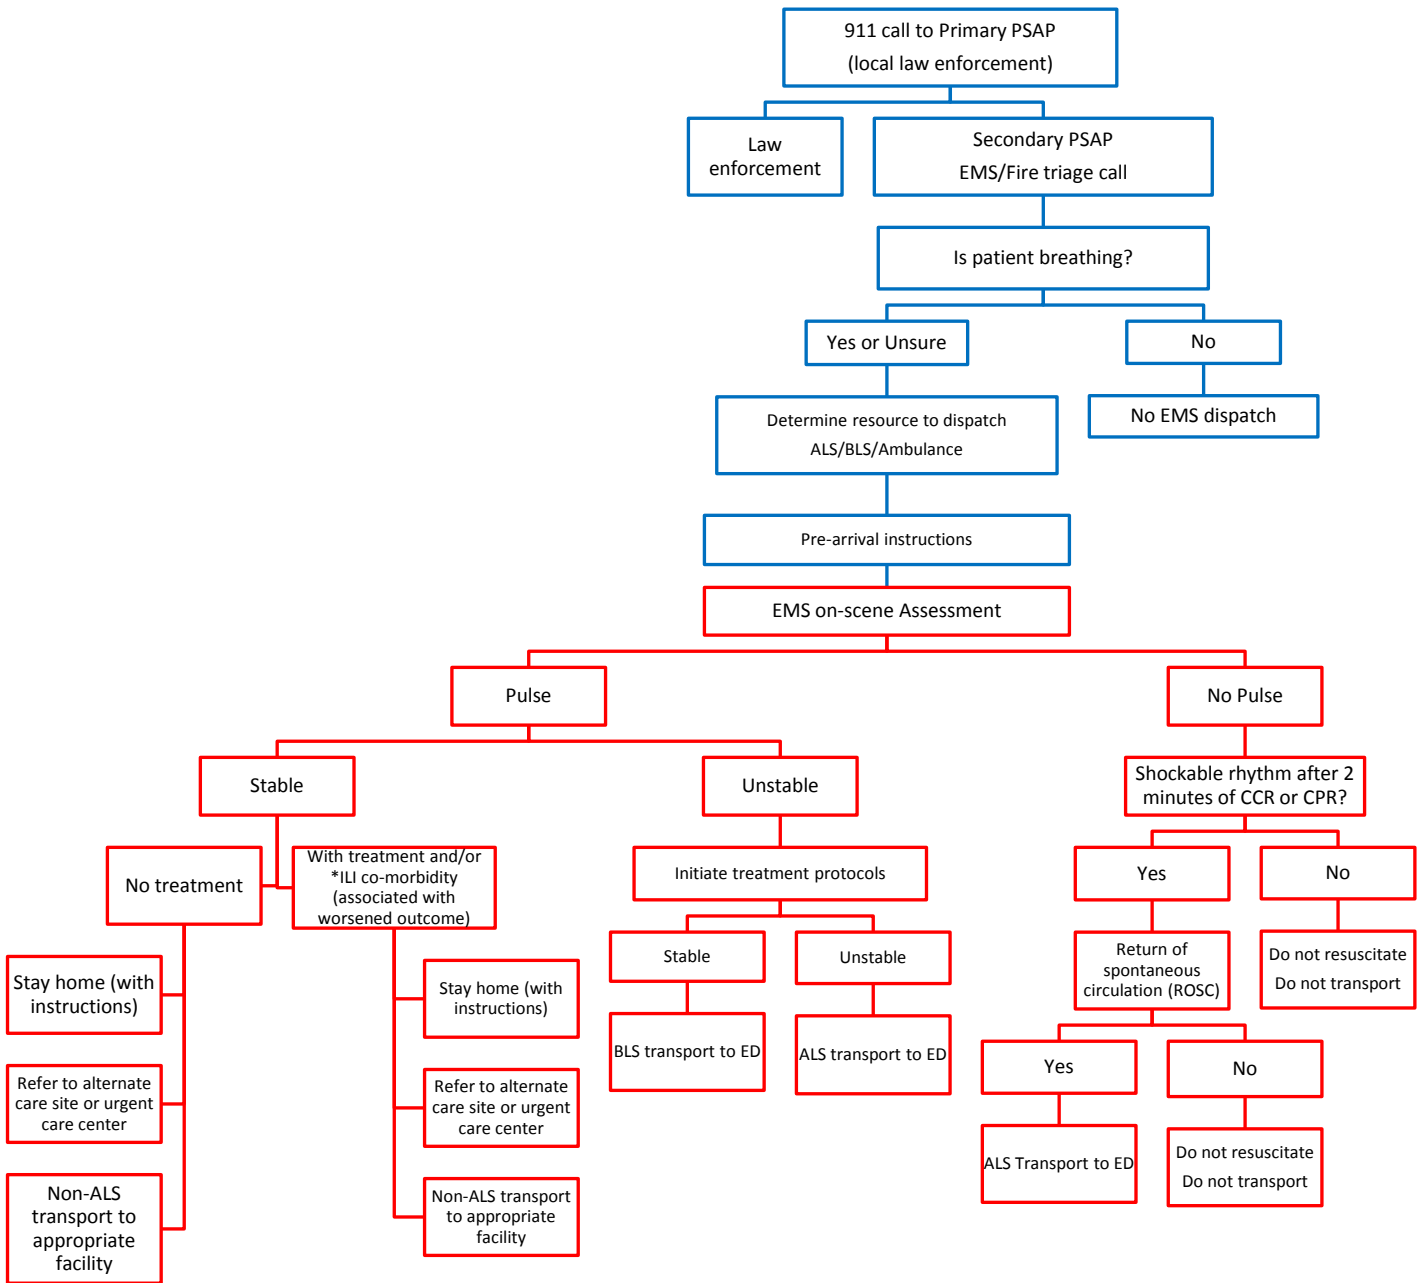 911 call to Primary PSAP
(local law enforcement)
Law
enforcement
Secondary PSAP
EMS/Fire triage call
Is patient breathing?
Yes or Unsure
No
Determine resource to dispatch
ALS/BLS/Ambulance
No EMS dispatch
Pre-arrival instructions
EMS on-scene Assessment
Pulse
No Pulse
Stable
Unstable
Shockable rhythm after 2
minutes of CCR or CPR?
No treatment
With treatment and/or
*ILI co-morbidity
(associated with
worsened outcome)
Initiate treatment protocols
Yes
No
Stay home (with
instructions)
Refer to alternate
care site or urgent
care center
Non-ALS
transport to
appropriate
facility
Stay home (with
instructions)
Refer to alternate
care site or urgent
care center
Non-ALS transport
to appropriate
facility
Stable
Unstable
BLS transport to ED
ALS transport to ED
Return of
spontaneous
circulation (ROSC)
Do not resuscitate
Do not transport
Yes
No
ALS Transport to ED
Do not resuscitate
Do not transport